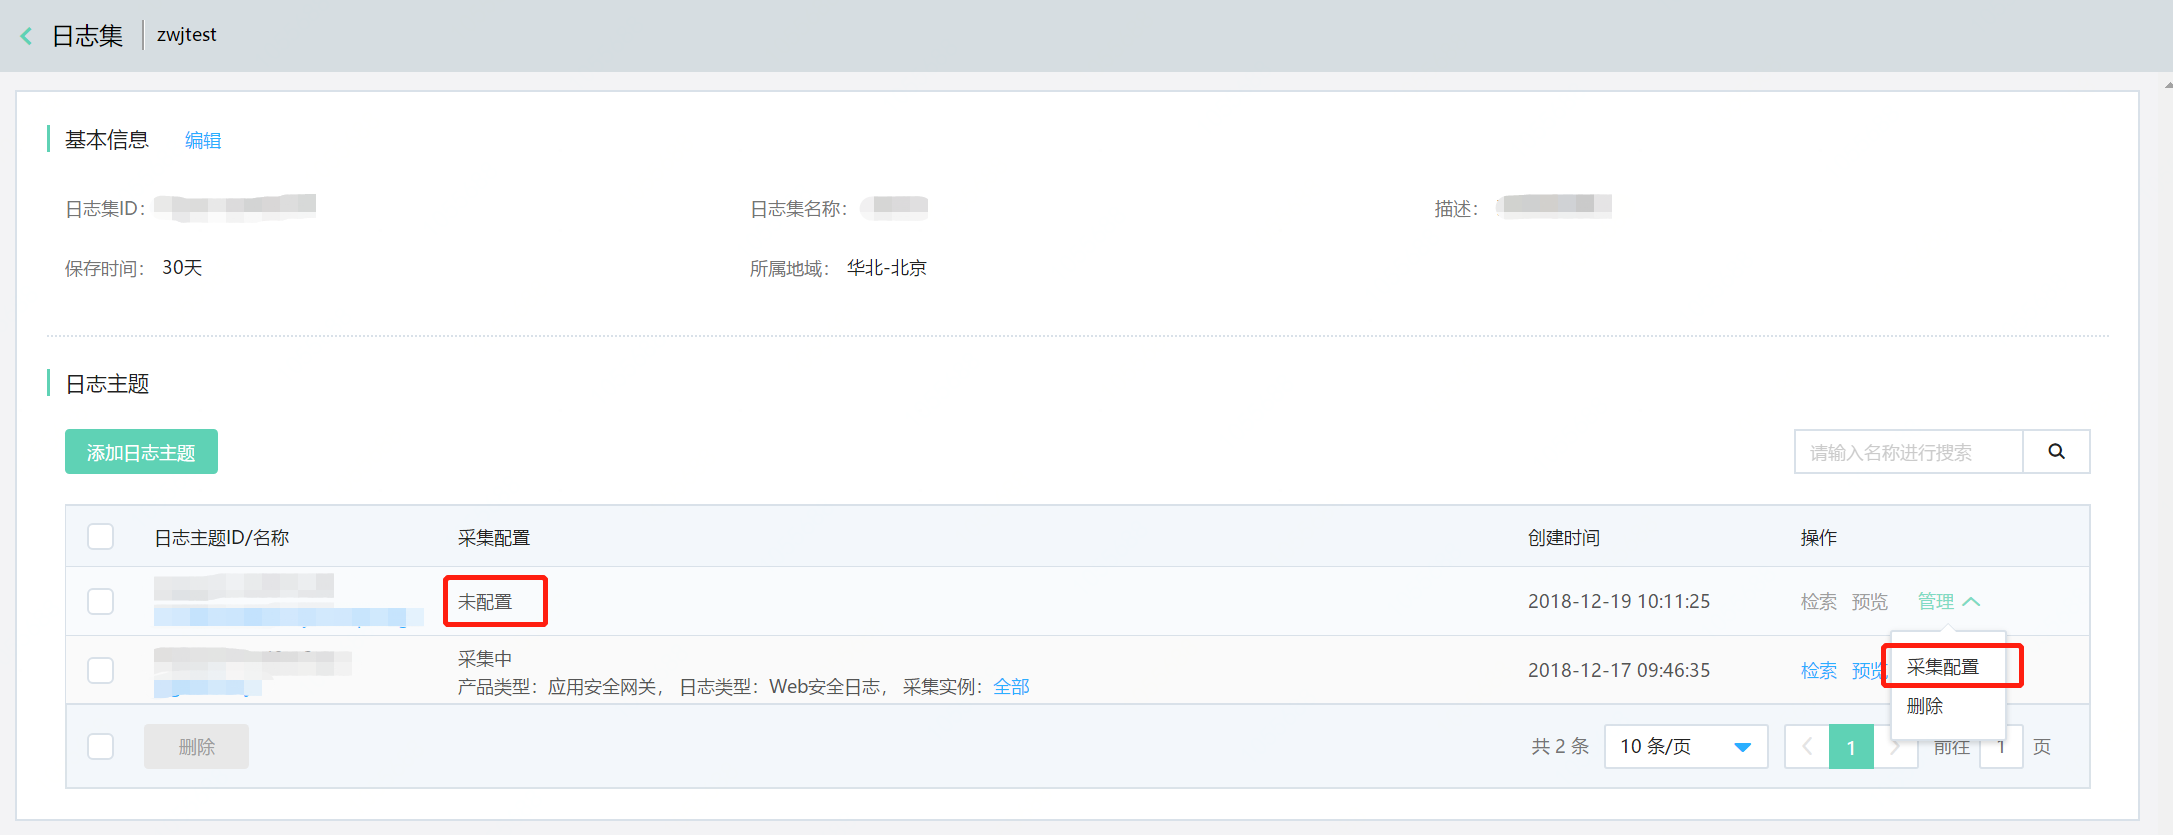 日志集 zwjtest
基本信息 编辑
日志集ID： 日志集名称： 描述：
保存时间： 30天 所属地域： 华北-北京
日志主题
添加日志主题 请输入名称进行搜索
日志主题ID/名称 采集配置 创建时间 操作
未配置 2018-12-19 10:11:25 检索 预览 管理
采集中
产品类型：应用安全网关， 日志类型：Web安全日志， 采集实例：全部 2018-12-17 09:46:35 检索 预览
采集配置
删除
删除 共 2 条 10 条/页 1 前往 1 页